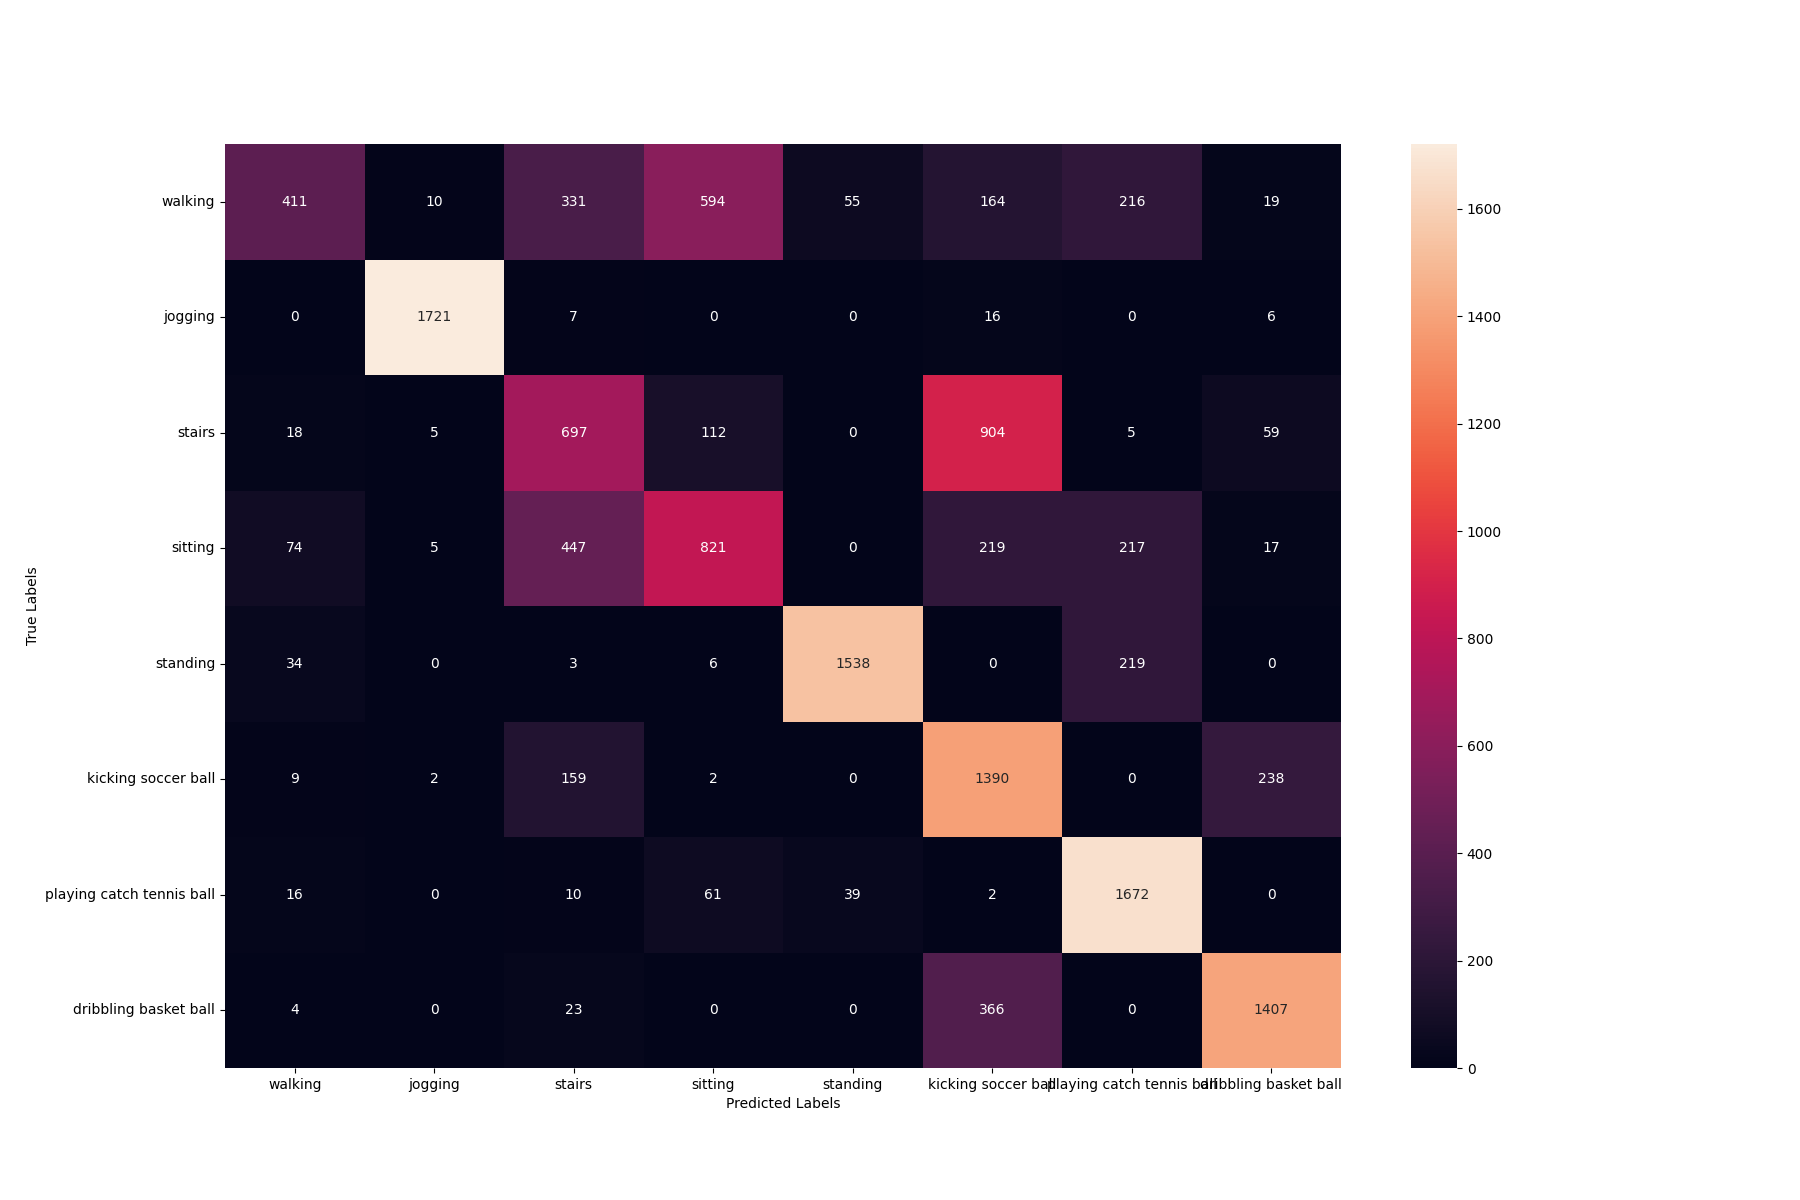 walking 411 10 331 594 55 164 216 19
jogging 0 1721 7 0 0 16 0 6
stairs 18 5 697 112 0 904 5 59
sitting 74 5 447 821 0 219 217 17
standing 34 0 3 6 1538 0 219 0
kicking soccer ball 9 2 159 2 0 1390 0 238
playing catch tennis ball 16 0 10 61 39 2 1672 0
dribbling basket ball 4 0 23 0 0 366 0 1407
walking jogging stairs sitting standing kicking soccer ball playing catch tennis ball dribbling basket ball
Predicted Labels
True Labels
1600
1400
1200
1000
800
600
400
200
0